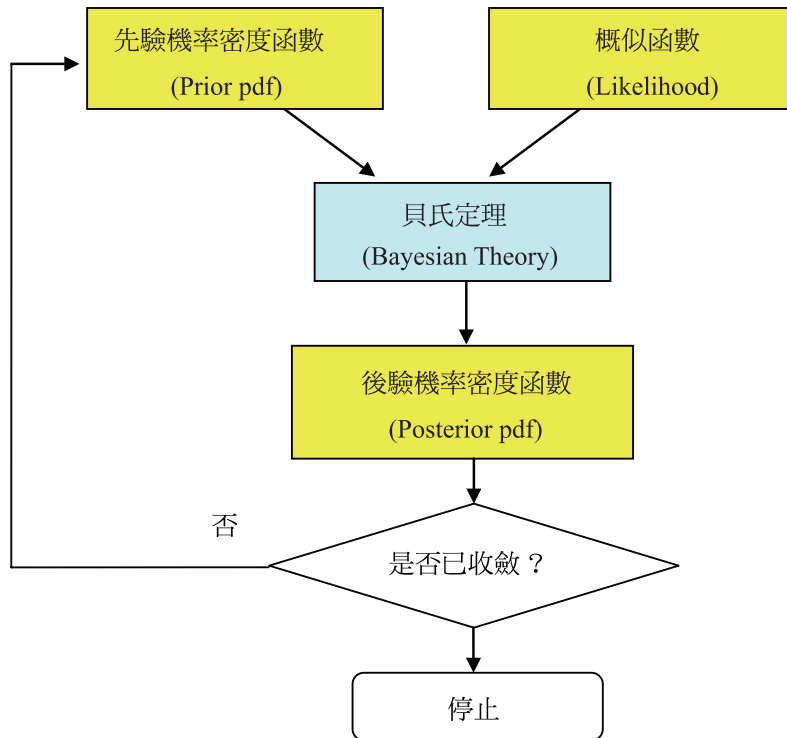 先驗機率密度函數
(Prior pdf)
概似函數
(Likelihood)
貝氏定理
(Bayesian Theory)
後驗機率密度函數
(Posterior pdf)
否
是否已收斂？
停止